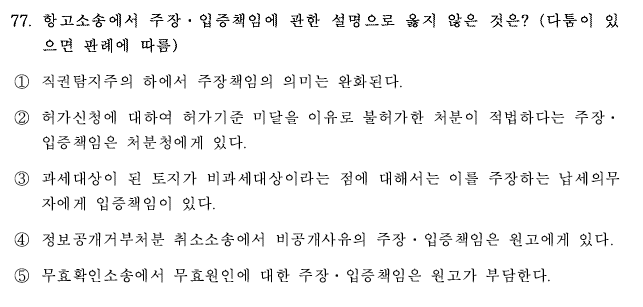 77. 항고소송에서 주장·입증책임에 관한 설명으로 옳지 않은 것은? (다툼이 있
으면 판례에 따름)
① 직권탐지주의 하에서 주장책임의 의미는 완화된다.
② 허가신청에 대하여 허가기준 미달을 이유로 불허가한 처분이 적법하다는 주장·
입증책임은 처분청에게 있다.
③ 과세대상이 된 토지가 비과세대상이라는 점에 대해서는 이를 주장하는 납세의무
자에게 입증책임이 있다.
④ 정보공개거부처분 취소소송에서 비공개사유의 주장·입증책임은 원고에게 있다.
⑤ 무효확인소송에서 무효원인에 대한 주장·입증책임은 원고가 부담한다.